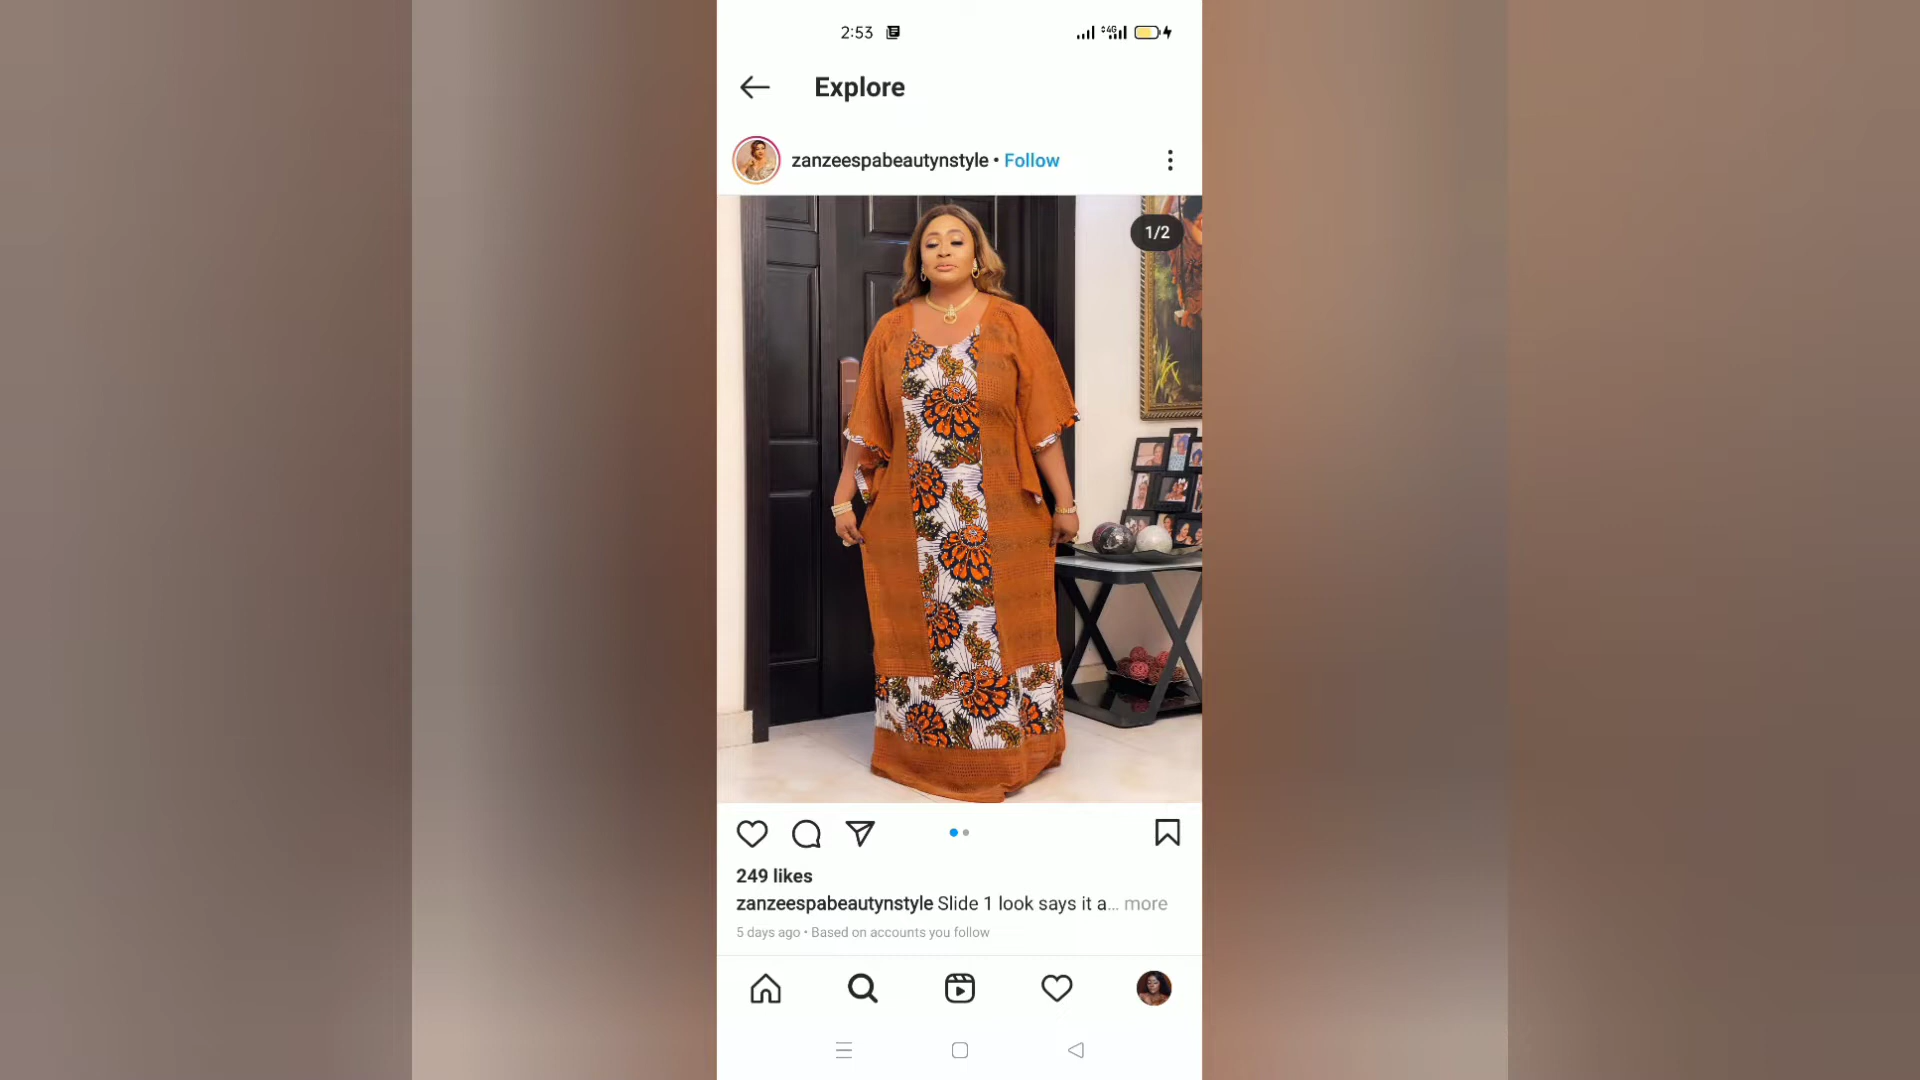 2:53
4G
Explore
zanzeespabeautynstyle • Follow
1/2
249 likes
zanzeespabeautynstyle Slide 1 look says it a... more
5 days ago • Based on accounts you follow